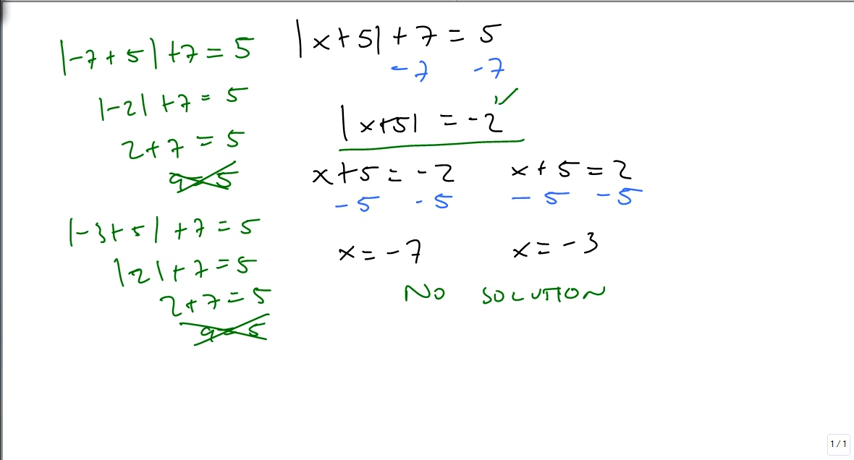 |-7+5|+7=5
|-2|+7=5
2+7=5
9=5
|-3+5|+7=5
|2|+7=5
2+7=5
9=5
|x+5|+7=5
-7 -7
|x+5|=-2
x+5=-2 x+5=2
-5 -5 -5 -5
x=-7 x=-3
NO SOLUTION
1/1